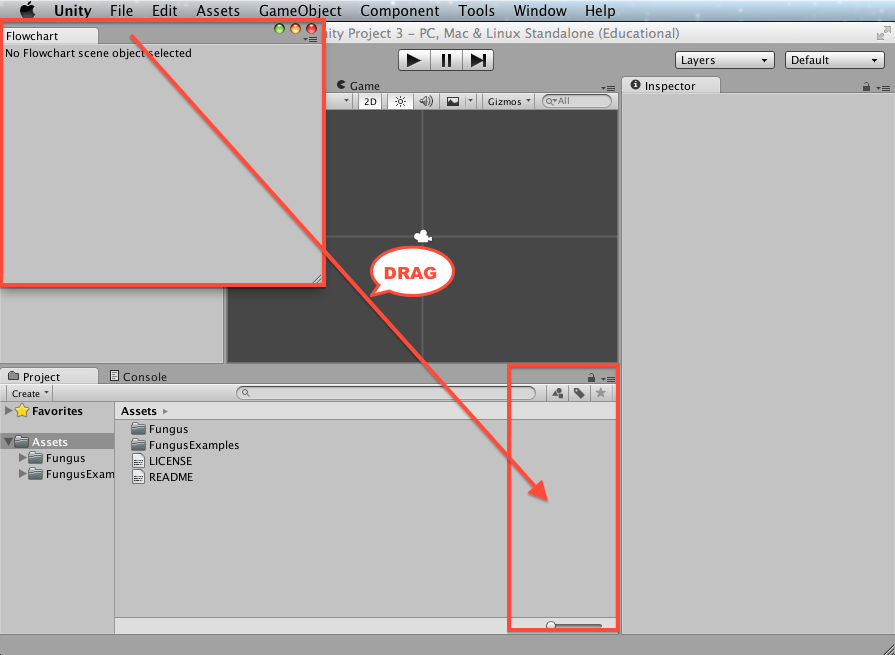 Unity File Edit Assets GameObject Component Tools Window Help
Flowchart
ity Project 3 - PC, Mac & Linux Standalone (Educational)
No Flowchart scene object selected
Layers
Default
Game
Inspector
2D
Gizmos
All
DRAG
Project
Console
Create
Favorites
Assets
Fungus
FungusExam
Assets
Fungus
FungusExamples
LICENSE
README